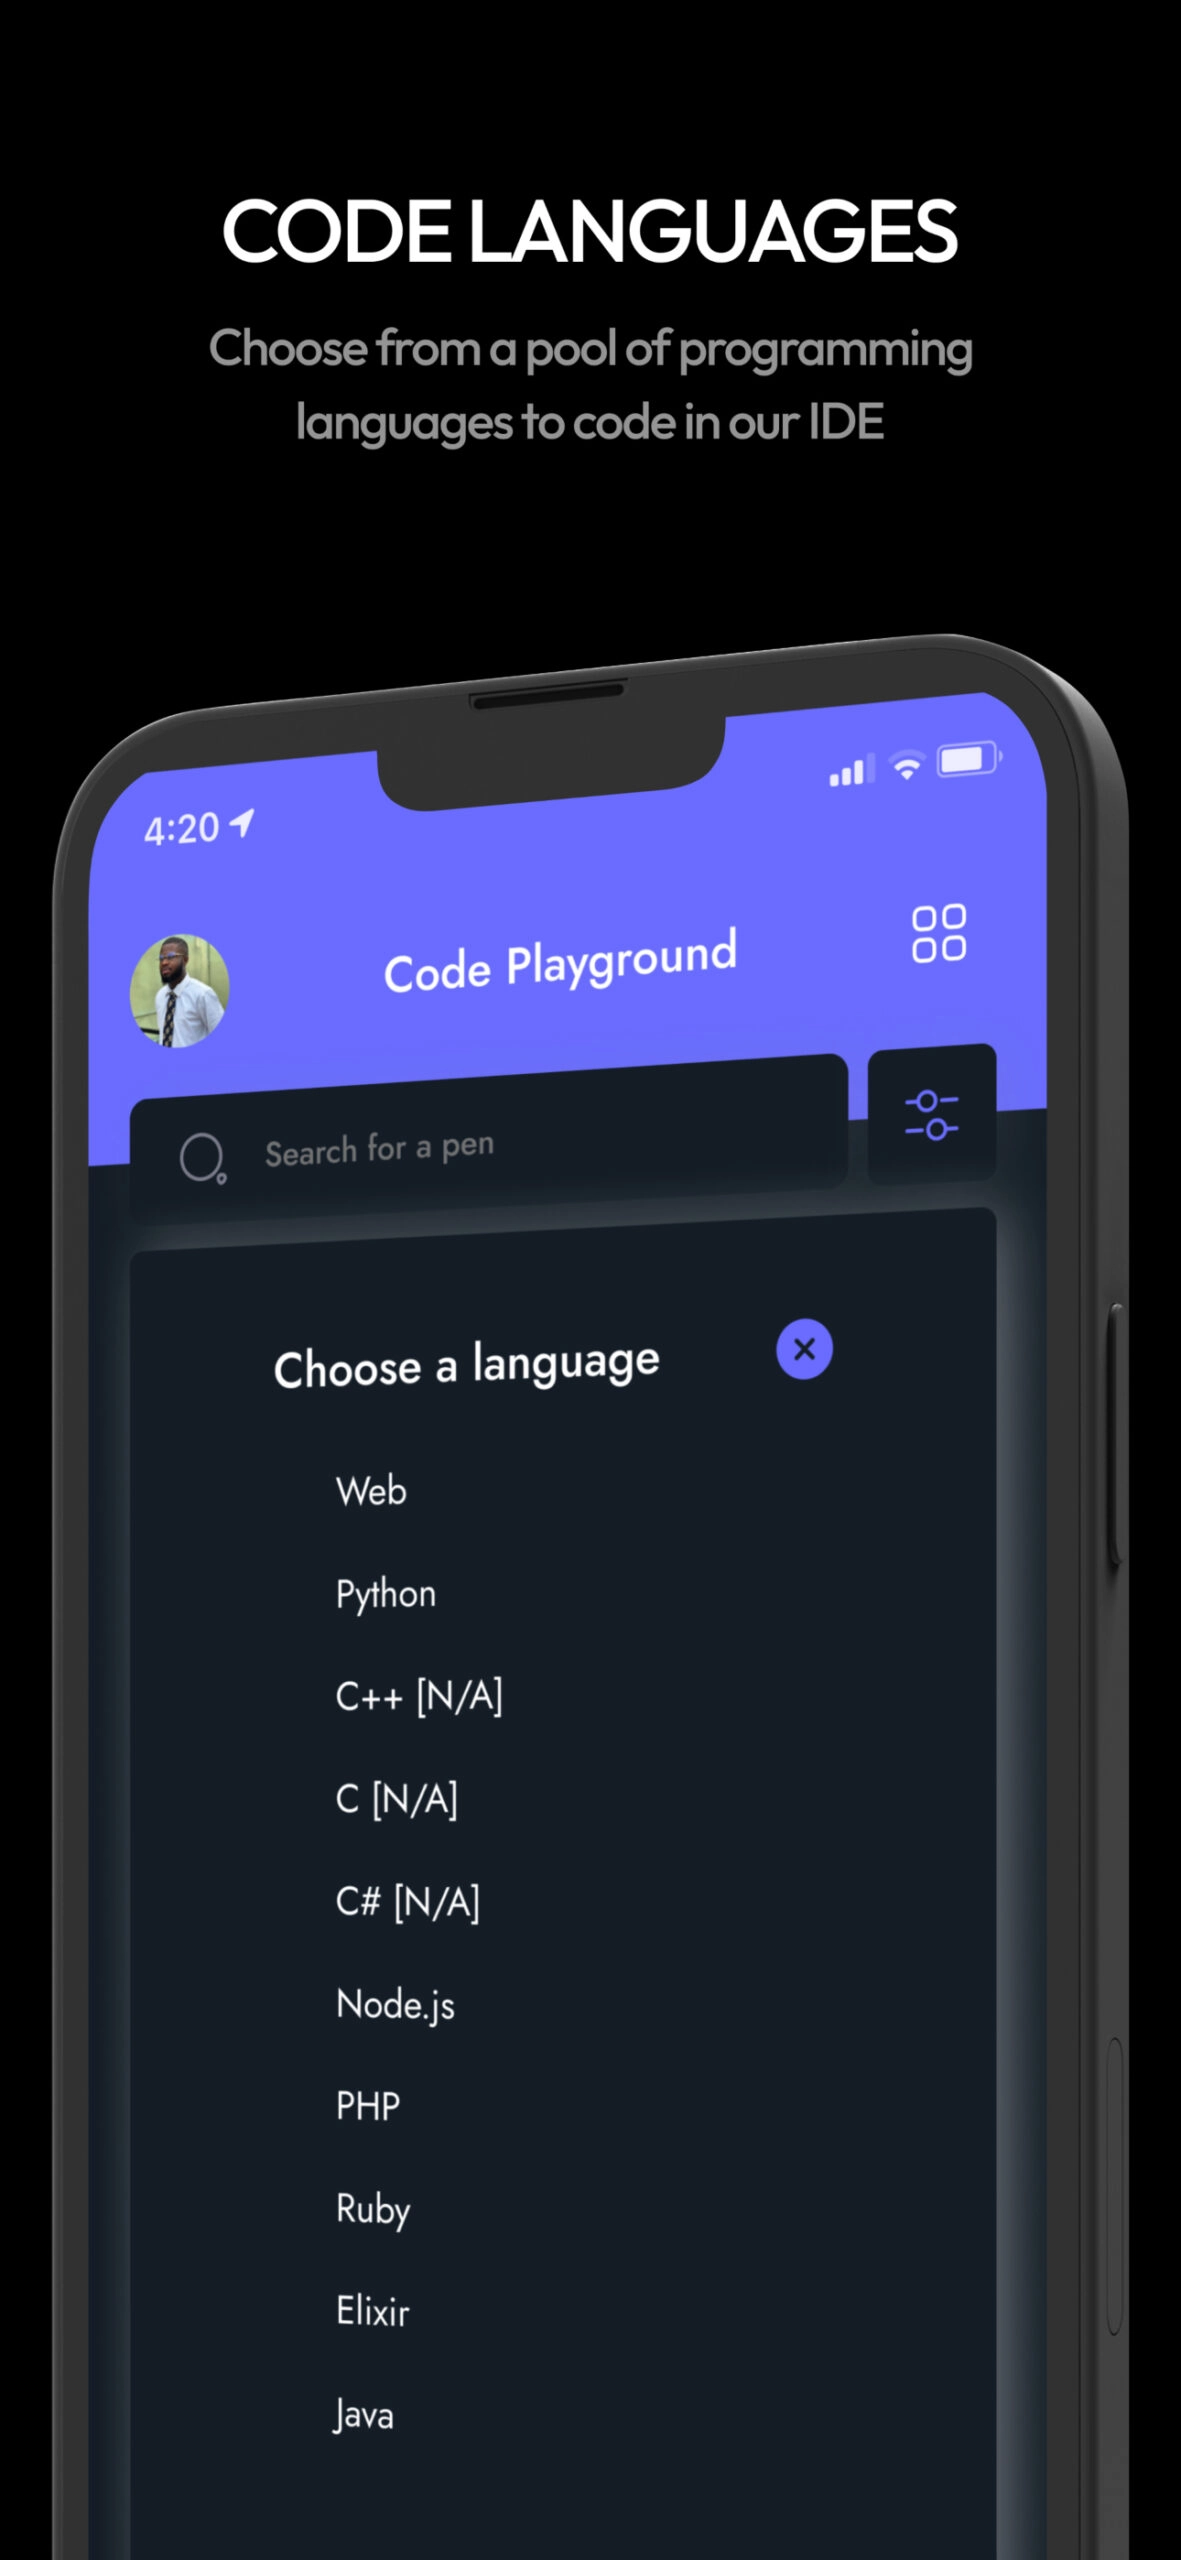 CODE LANGUAGES
Choose from a pool of programming
languages to code in our IDE
4:20
Code Playground
Search for a pen
Choose a language
Web
Python
C++ [N/A]
C [N/A]
C# [N/A]
Node.js
PHP
Ruby
Elixir
Java